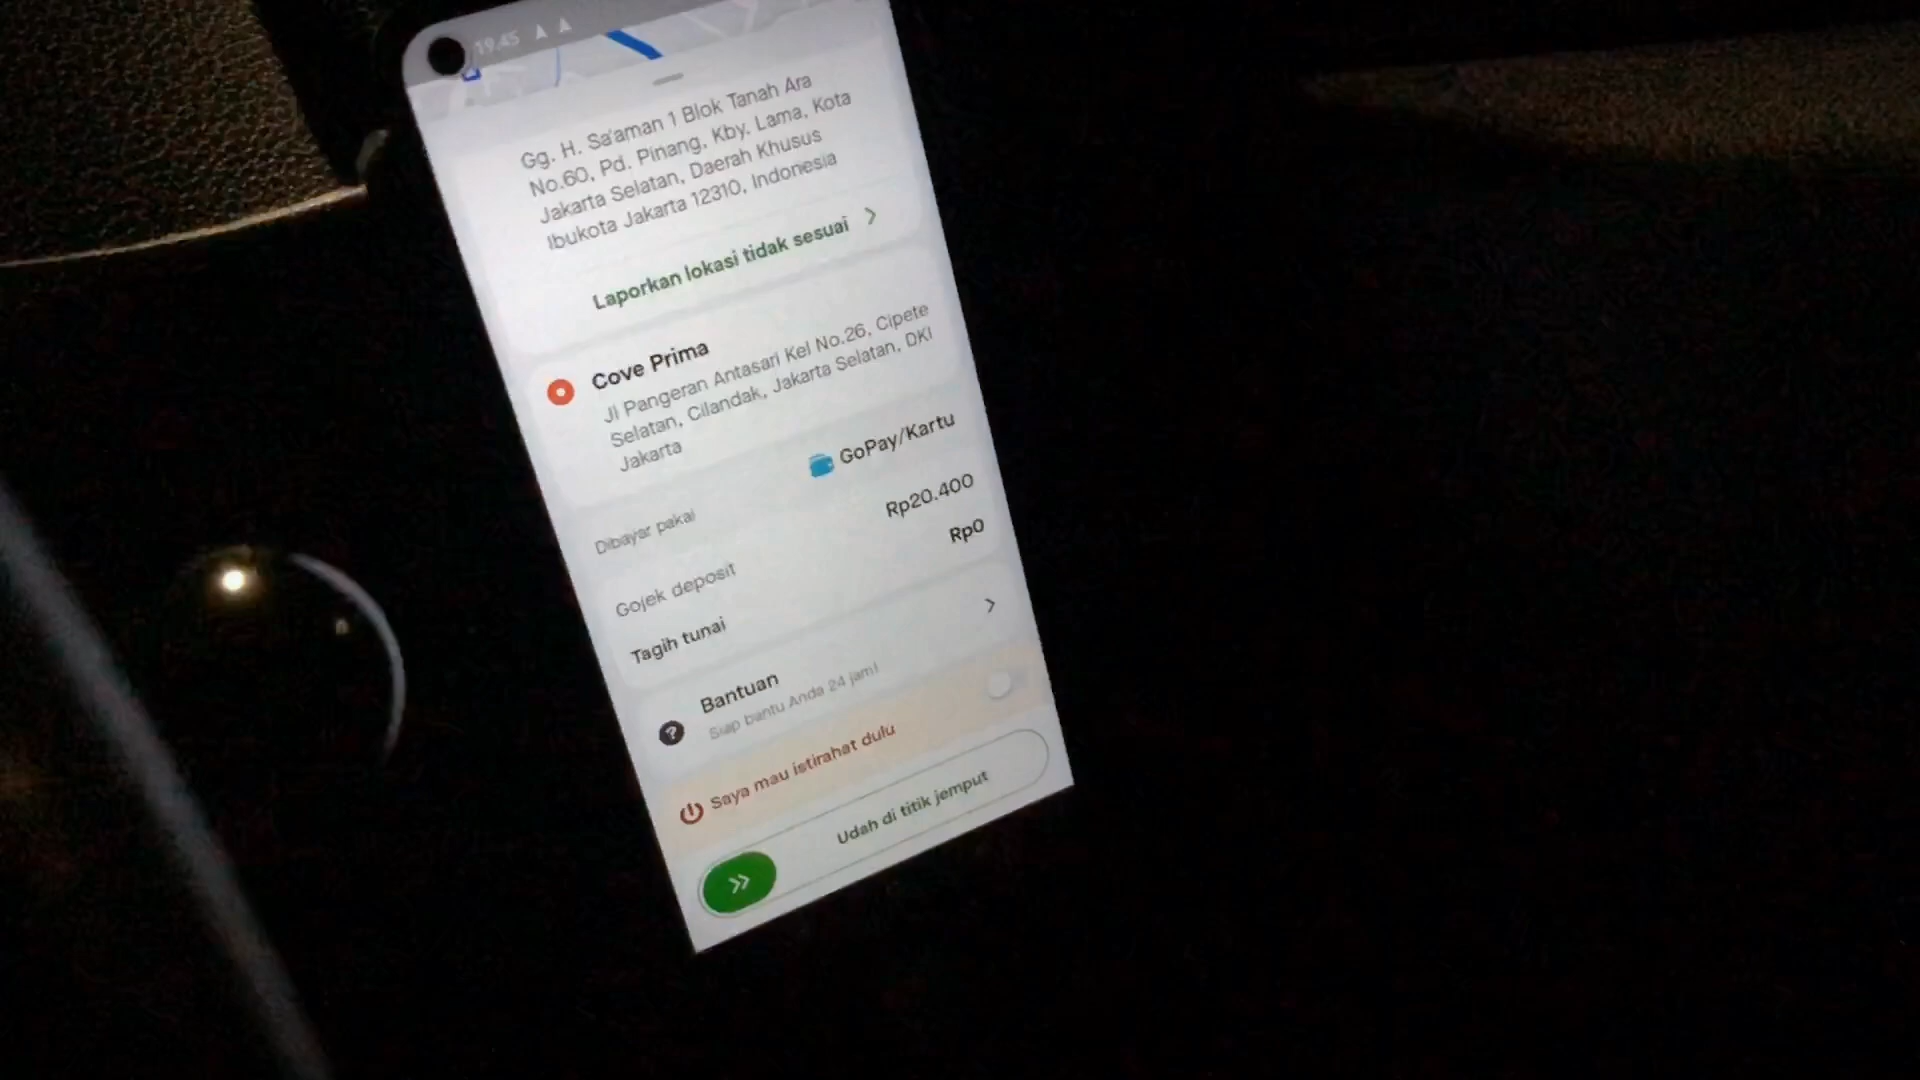 19.45
Gg. H. Sa'aman 1 Blok Tanah Ara
No.60, Pd. Pinang, Kby. Lama, Kota
Jakarta Selatan, Daerah Khusus
Ibukota Jakarta 12310, Indonesia
Laporkan lokasi tidak sesuai
Cove Prima
Jl Pangeran Antasari Kel No.26, Cipete
Selatan, Cilandak, Jakarta Selatan, DKI
Jakarta
Dibayar pakai GoPay/Kartu
Gojek deposit Rp20.400
Tagih tunai Rp0
Bantuan
Siap bantu Anda 24 jam!
Saya mau istirahat dulu
Udah di titik jemput